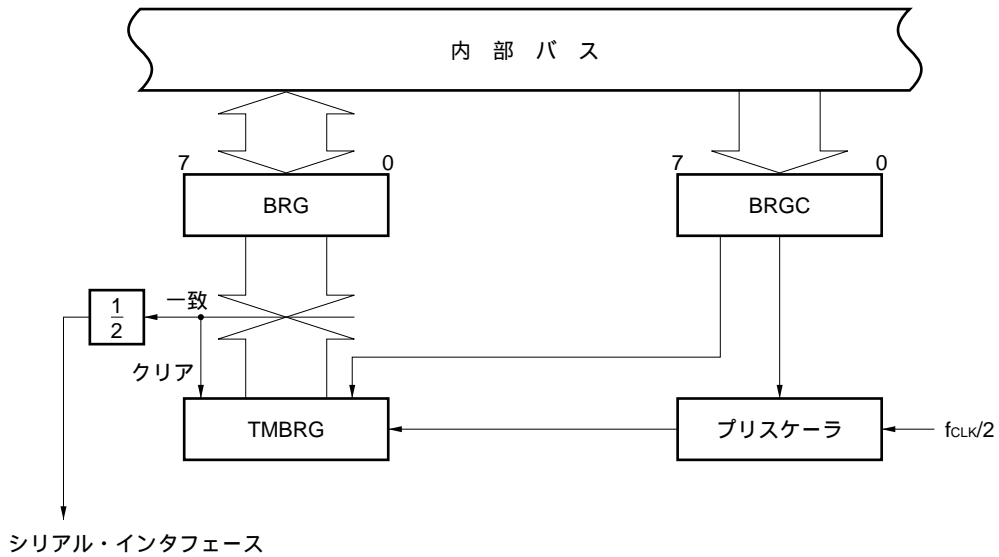 内 部 バ ス
7 0
BRG
7 0
BRGC
1/2
一致
クリア
TMBRG
プリスケーラ
fCLK/2
シリアル・インタフェース